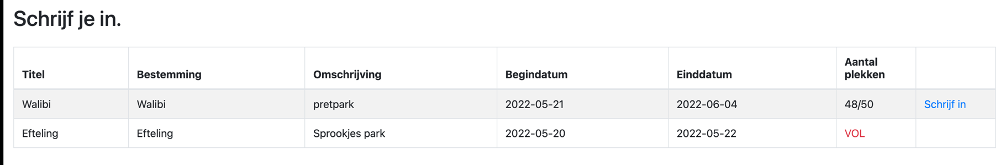 Schrijf je in.
Titel Bestemming Omschrijving Begindatum Einddatum Aantal plekken
Walibi Walibi pretpark 2022-05-21 2022-06-04 48/50 Schrijf in
Efteling Efteling Sprookjes park 2022-05-20 2022-05-22 VOL